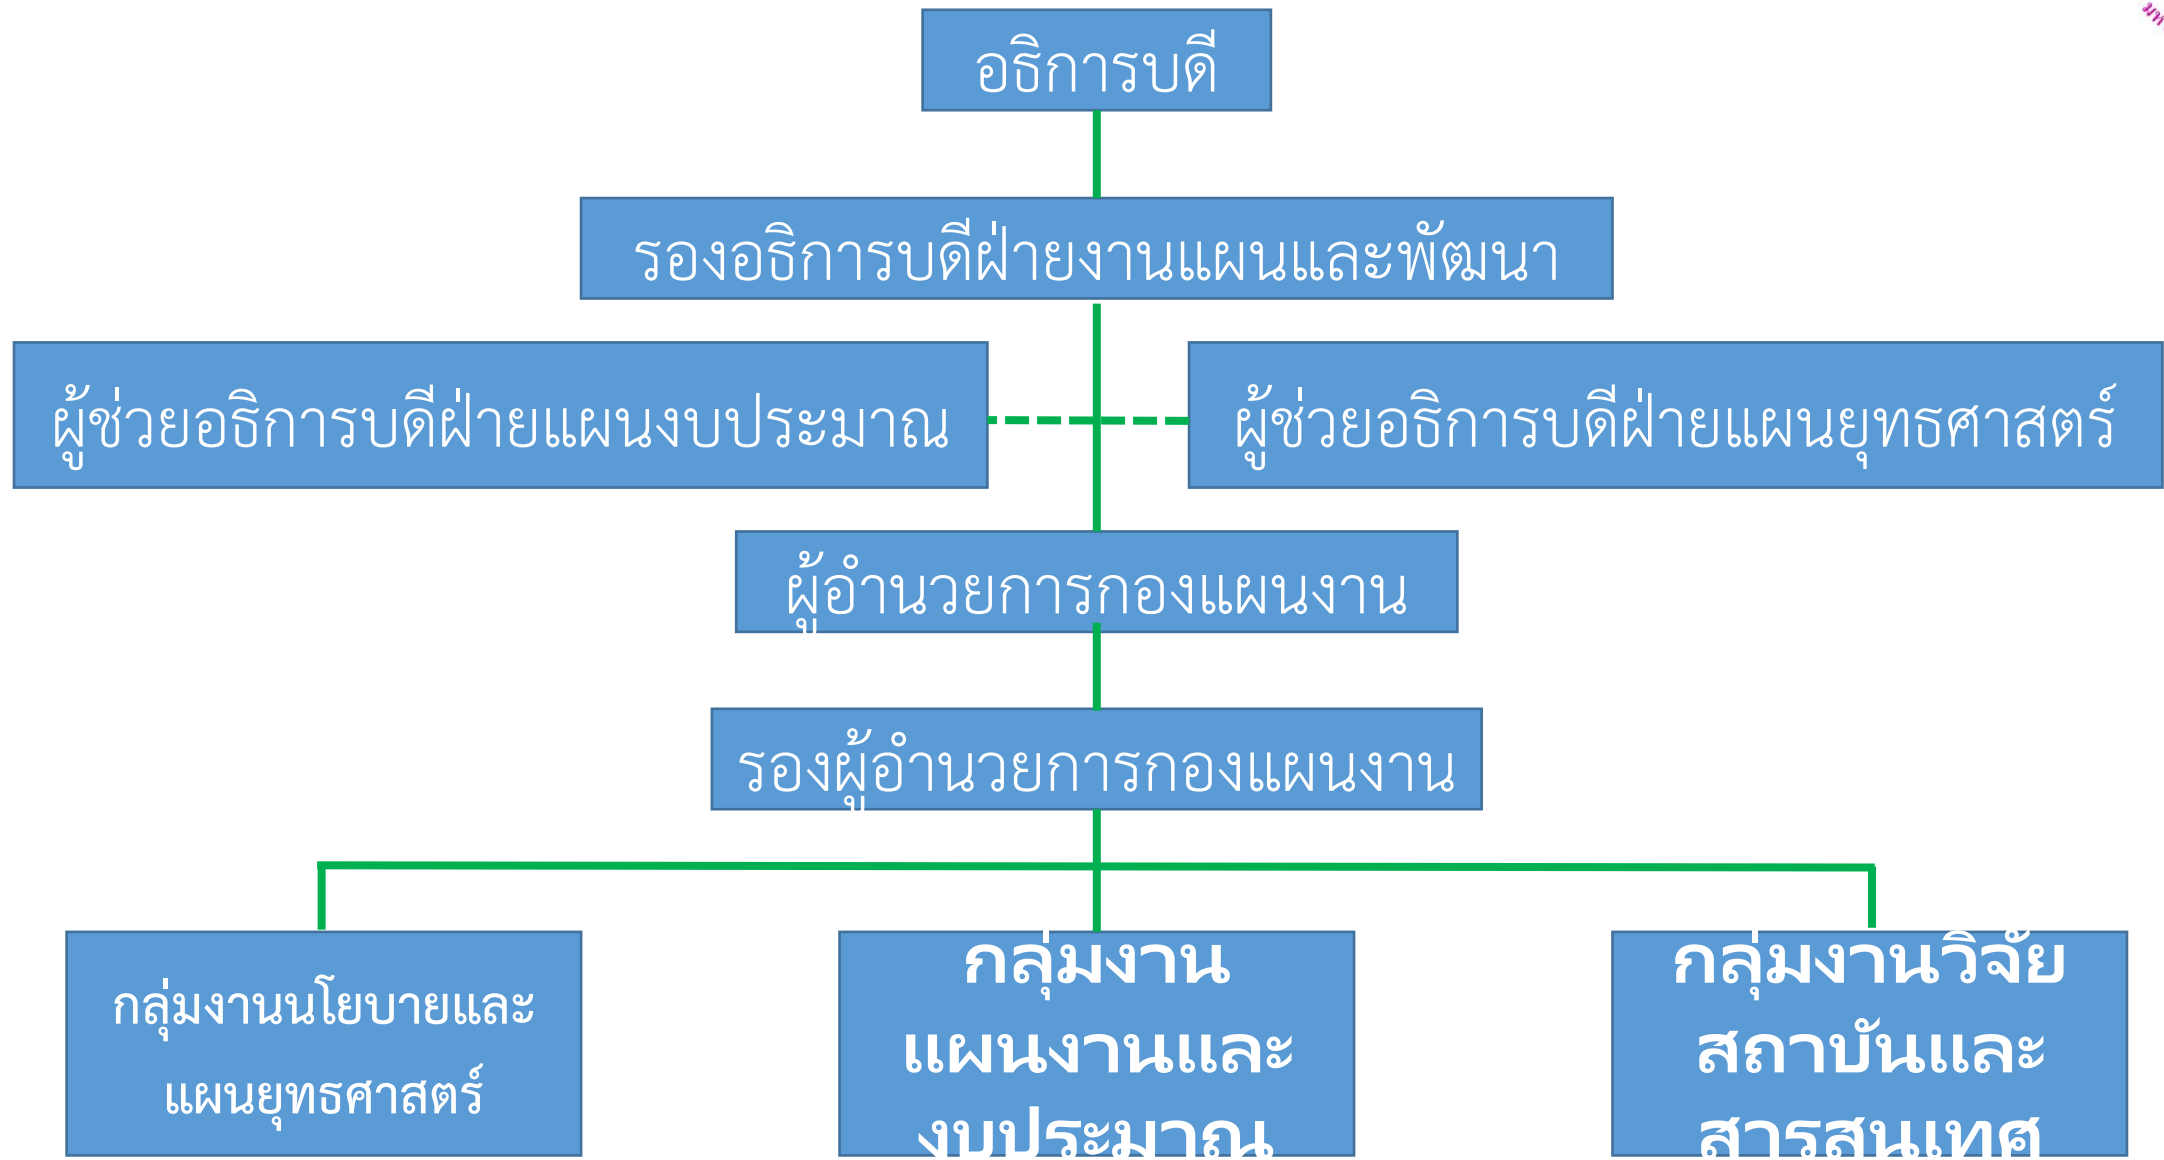 อธิการบดี
รองอธิการบดีฝ่ายงานแผนและพัฒนา
ผู้ช่วยอธิการบดีฝ่ายแผนงบประมาณ
ผู้ช่วยอธิการบดีฝ่ายแผนยุทธศาสตร์
ผู้อำนวยการกองแผนงาน
รองผู้อำนวยการกองแผนงาน
กลุ่มงานนโยบายและ
แผนยุทธศาสตร์
กลุ่มงาน
แผนงานและ
งบประมาณ
กลุ่มงานวิจัย
สถาบันและ
สารสนเทศ